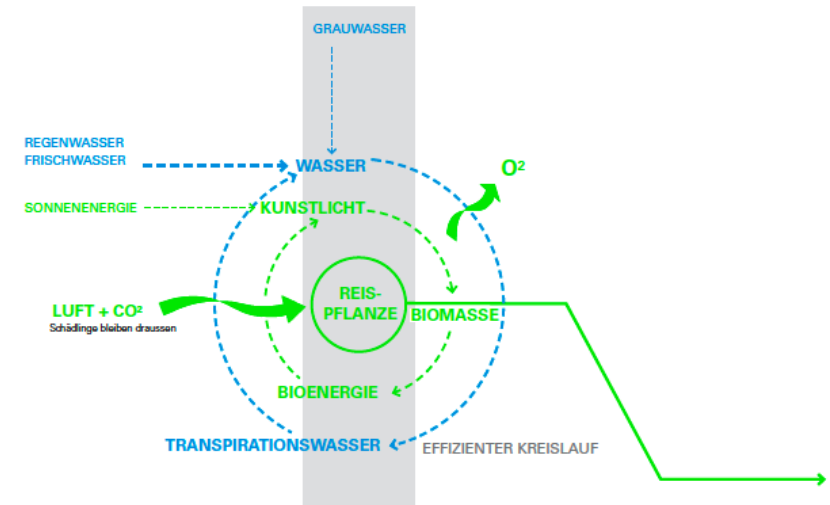 GRAUWASSER
REGENWASSER
FRISCHWASSER
WASSER
O²
SONNENENERGIE
KUNSTLICHT
REIS-
PFLANZE
LUFT + CO²
Schädlinge bleiben draussen
BIOMASSE
BIOENERGIE
TRANSPIRATIONSWASSER
EFFIZIENTER KREISLAUF